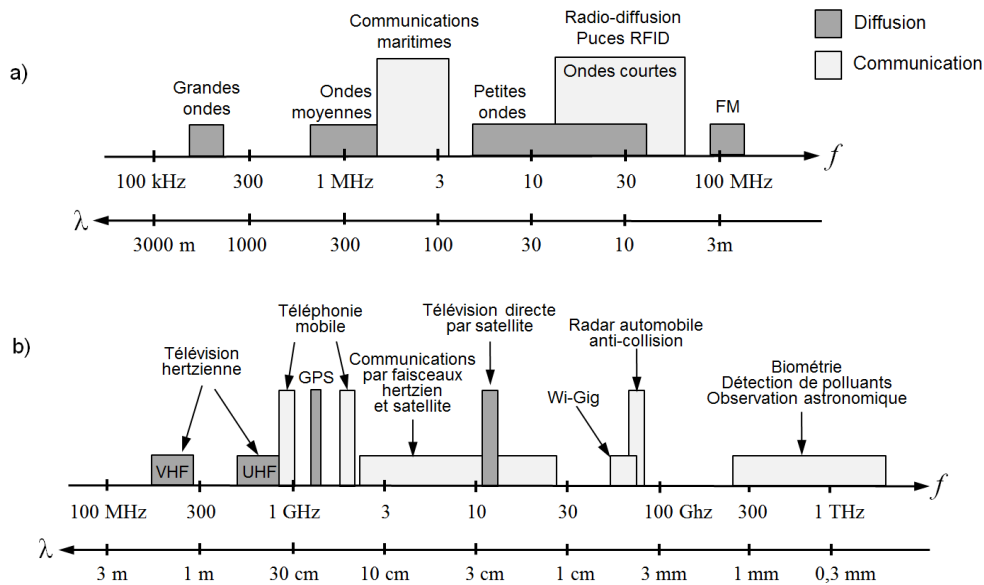 Communications
maritimes
Radio-diffusion
Puces RFID
Diffusion
Communication
a)
Grandes
ondes
Ondes
moyennes
Petites
ondes
Ondes courtes
FM
100 kHz 300 1 MHz 3 10 30 100 MHz f
λ
3000 m 1000 300 100 30 10 3m
b)
Télévision
hertzienne
Téléphonie
mobile
GPS
Communications
par faisceaux
hertzien
et satellite
Télévision directe
par satellite
Wi-Gig
Radar automobile
anti-collision
Biométrie
Détection de polluants
Observation astronomique
VHF UHF
100 MHz 300 1 GHz 3 10 30 100 Ghz 300 1 THz f
λ
3 m 1 m 30 cm 10 cm 3 cm 1 cm 3 mm 1 mm 0,3 mm